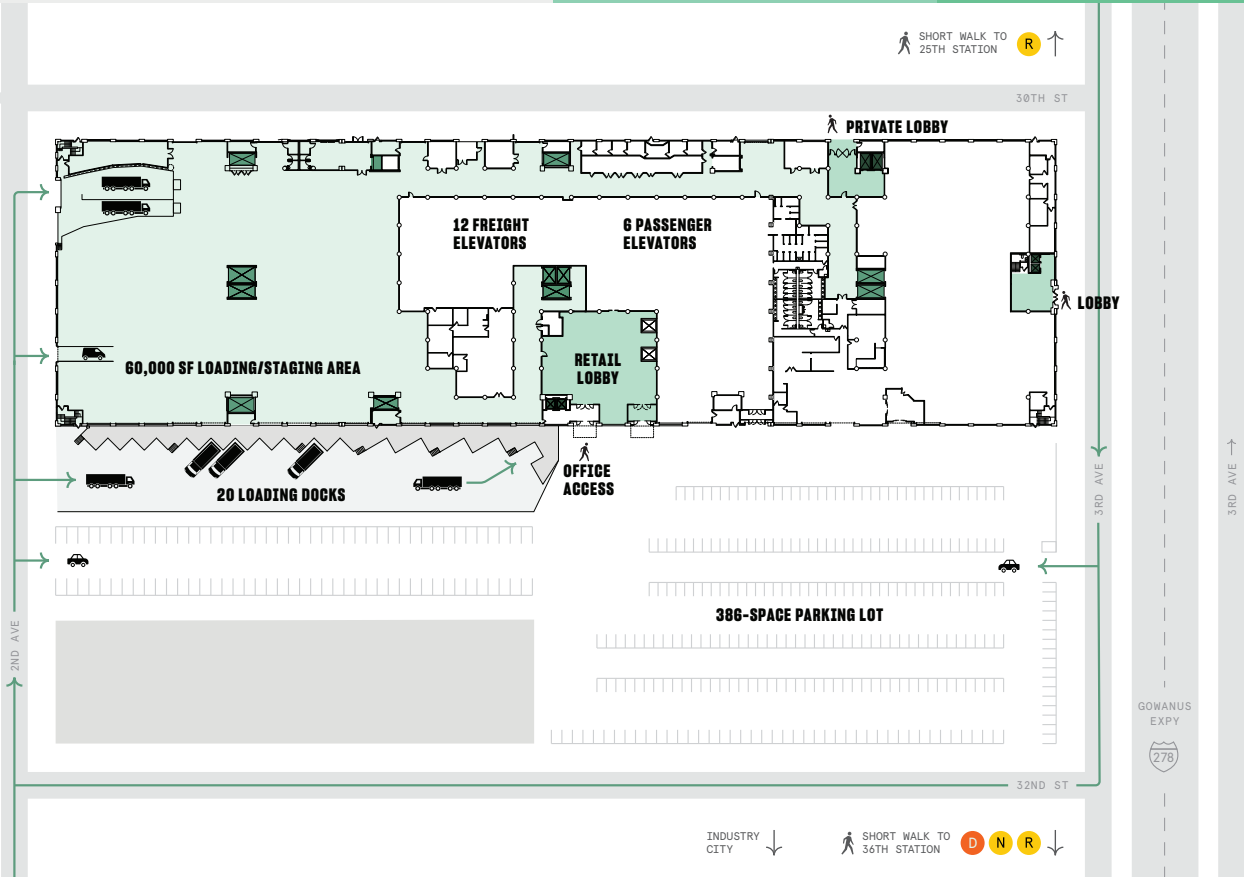 SHORT WALK TO
25TH STATION
R
30TH ST
PRIVATE LOBBY
12 FREIGHT
ELEVATORS
6 PASSENGER
ELEVATORS
LOBBY
60,000 SF LOADING/STAGING AREA
RETAIL
LOBBY
20 LOADING DOCKS
OFFICE
ACCESS
3RD AVE
3RD AVE
386-SPACE PARKING LOT
2ND AVE
GOWANUS
EXPY
278
32ND ST
INDUSTRY
CITY
SHORT WALK TO
36TH STATION
D N R